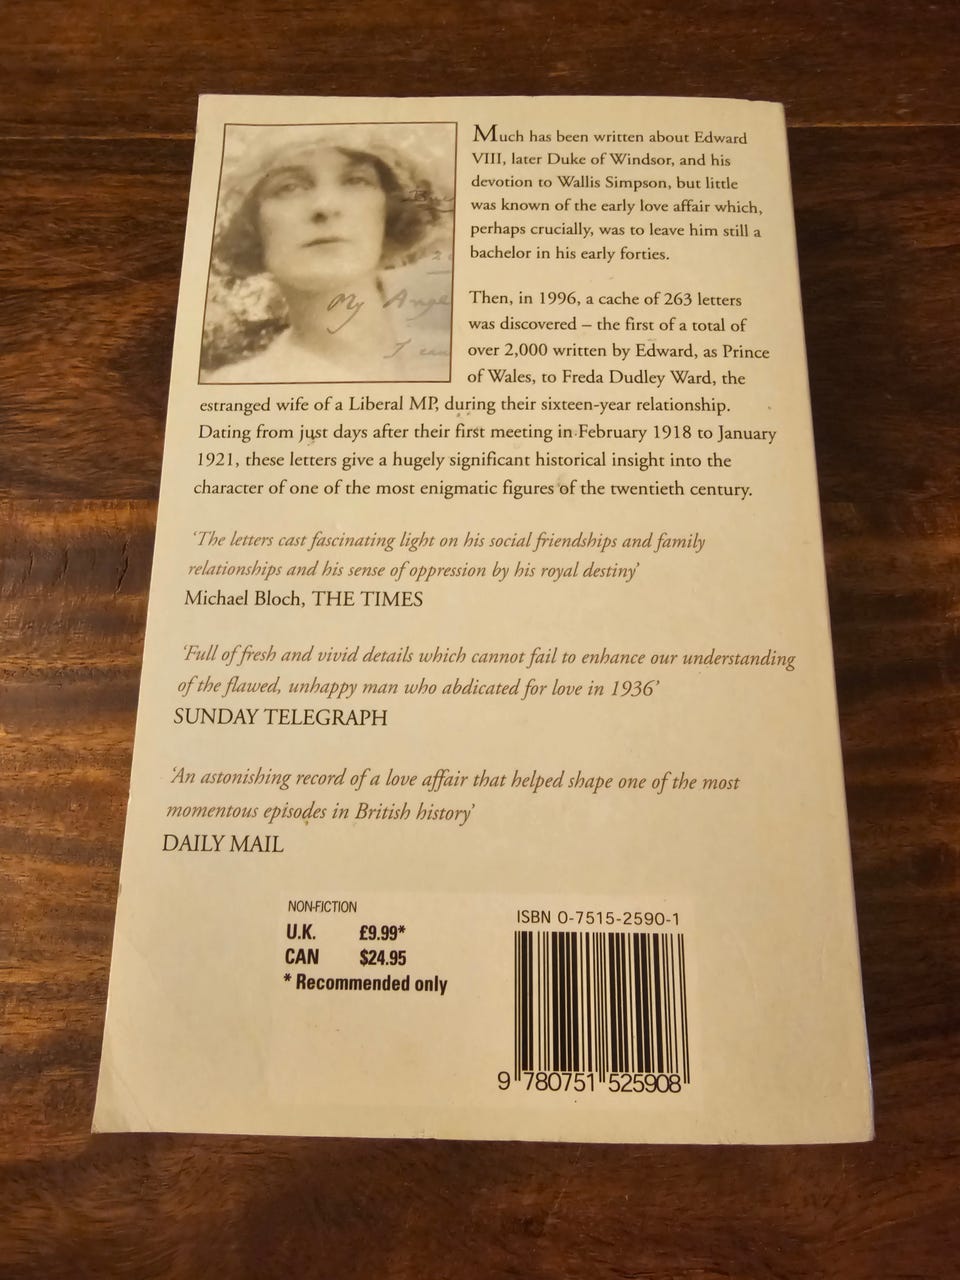 Much has been written about Edward
VIII, later Duke of Windsor, and his
devotion to Wallis Simpson, but little
was known of the early love affair which,
perhaps crucially, was to leave him still a
bachelor in his early forties.
My Ange
I can
Then, in 1996, a cache of 263 letters
was discovered – the first of a total of
over 2,000 written by Edward, as Prince
of Wales, to Freda Dudley Ward, the
estranged wife of a Liberal MP, during their sixteen-year relationship.
Dating from just days after their first meeting in February 1918 to January
1921, these letters give a hugely significant historical insight into the
character of one of the most enigmatic figures of the twentieth century.
‘The letters cast fascinating light on his social friendships and family
relationships and his sense of oppression by his royal destiny’
Michael Bloch, THE TIMES
‘Full of fresh and vivid details which cannot fail to enhance our understanding
of the flawed, unhappy man who abdicated for love in 1936’
SUNDAY TELEGRAPH
‘An astonishing record of a love affair that helped shape one of the most
momentous episodes in British history’
DAILY MAIL
NON-FICTION
U.K. £9.99*
CAN $24.95
* Recommended only
ISBN 0-7515-2590-1
9 780751 525908